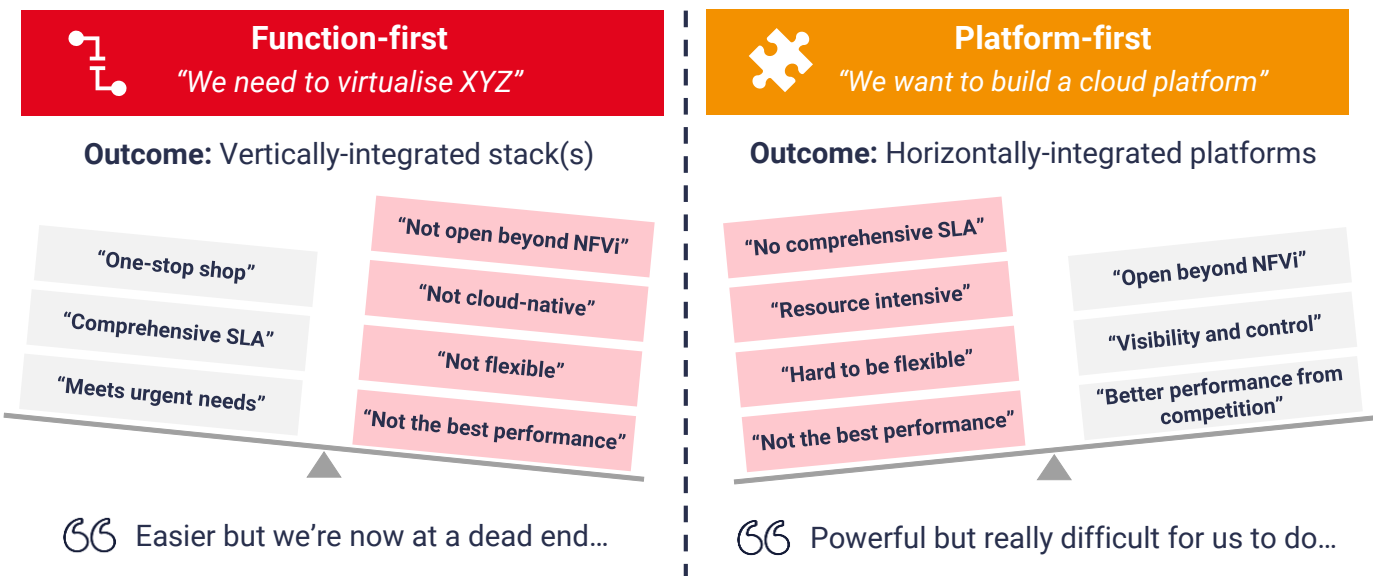 Function-first
“We need to virtualise XYZ”
Outcome: Vertically-integrated stack(s)
“One-stop shop”
“Comprehensive SLA”
“Meets urgent needs”
“Not open beyond NFVi”
“Not cloud-native”
“Not flexible”
“Not the best performance”
Easier but we’re now at a dead end...
Platform-first
“We want to build a cloud platform”
Outcome: Horizontally-integrated platforms
“No comprehensive SLA”
“Resource intensive”
“Hard to be flexible”
“Not the best performance”
“Open beyond NFVi”
“Visibility and control”
“Better performance from
competition”
Powerful but really difficult for us to do...